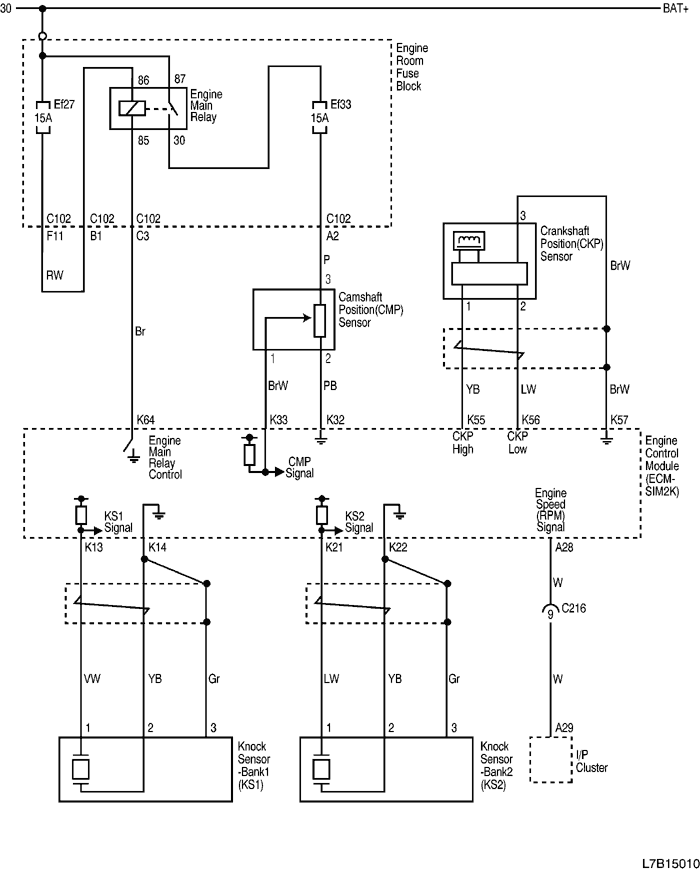 30
BAT+
Engine
Room
Fuse
Block
86
87
Engine
Main
Relay
Ef27
15A
Ef33
15A
85
30
C102
C102
C102
C102
F11
B1
C3
A2
RW
P
3
Camshaft
Position(CMP)
Sensor
1
2
Br
BrW
PB
3
Crankshaft
Position(CKP)
Sensor
BrW
1
2
YB
LW
BrW
K64
K33
K32
K55
K56
K57
Engine
Main
Relay
Control
CMP
Signal
CKP
High
CKP
Low
Engine
Control
Module
(ECM-
SIM2K)
KS1
Signal
KS2
Signal
Engine
Speed
(RPM)
Signal
K13
K14
K21
K22
A28
W
9
C216
VW
YB
Gr
LW
YB
Gr
W
1
2
3
1
2
3
A29
Knock
Sensor
-Bank1
(KS1)
Knock
Sensor
-Bank2
(KS2)
I/P
Cluster
L7B15010